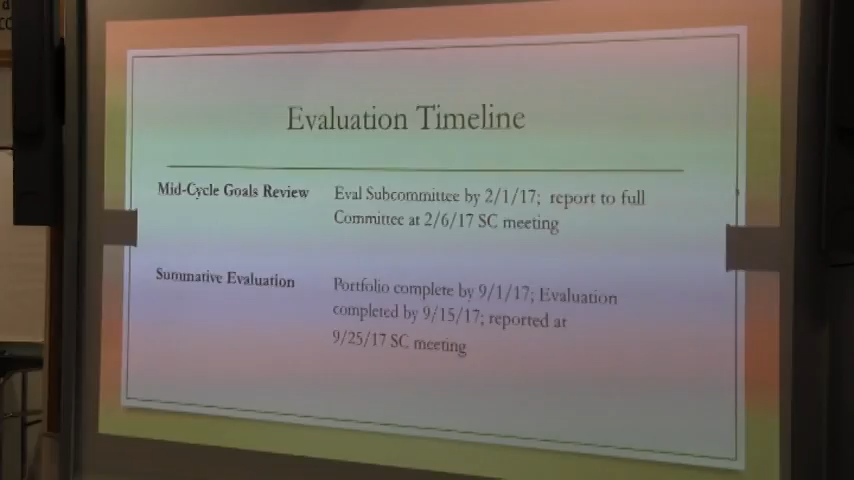 Evaluation Timeline
Mid-Cycle Goals Review
Eval Subcommittee by 2/1/17; report to full
Committee at 2/6/17 SC meeting
Summative Evaluation
Portfolio complete by 9/1/17; Evaluation
completed by 9/15/17; reported at
9/25/17 SC meeting